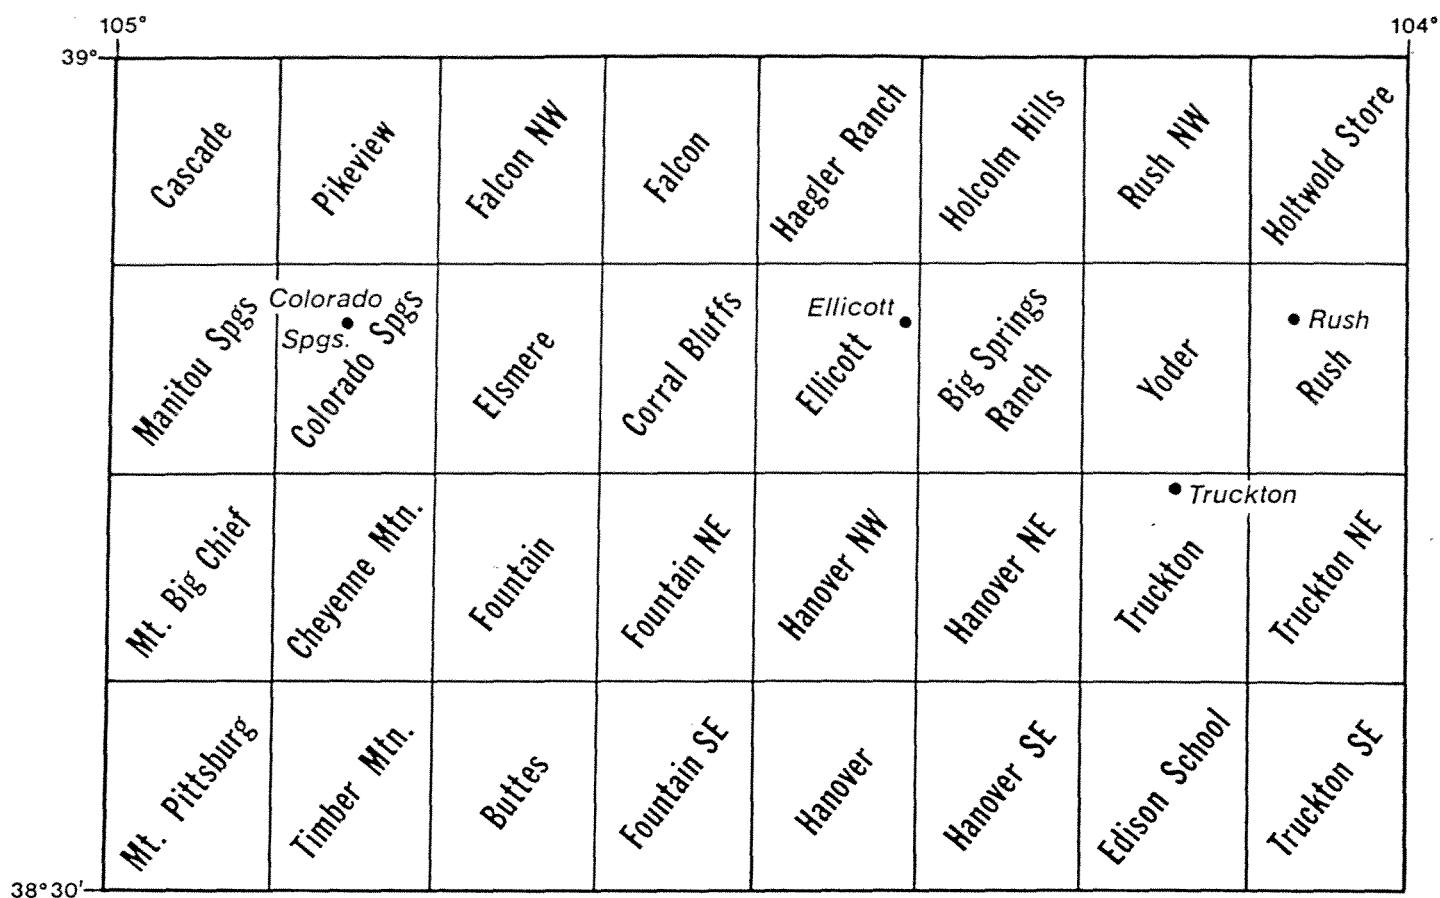 105°
104°
39°
Cascade
Pikeview
Falcon NW
Falcon
Haegler Ranch
Holcolm Hills
Rush NW
Holtwold Store
Manitou Spgs
Colorado
Spgs.
Colorado Spgs
Elsmere
Corral Bluffs
Ellicott
Ellicott
Big Springs
Ranch
Yoder
Rush
Rush
Mt. Big Chief
Cheyenne Mtn.
Fountain
Fountain NE
Hanover NW
Hanover NE
Truckton
Truckton
Truckton NE
Mt. Pittsburg
Timber Mtn.
Buttes
Fountain SE
Hanover
Hanover SE
Edison School
Truckton SE
38°30'